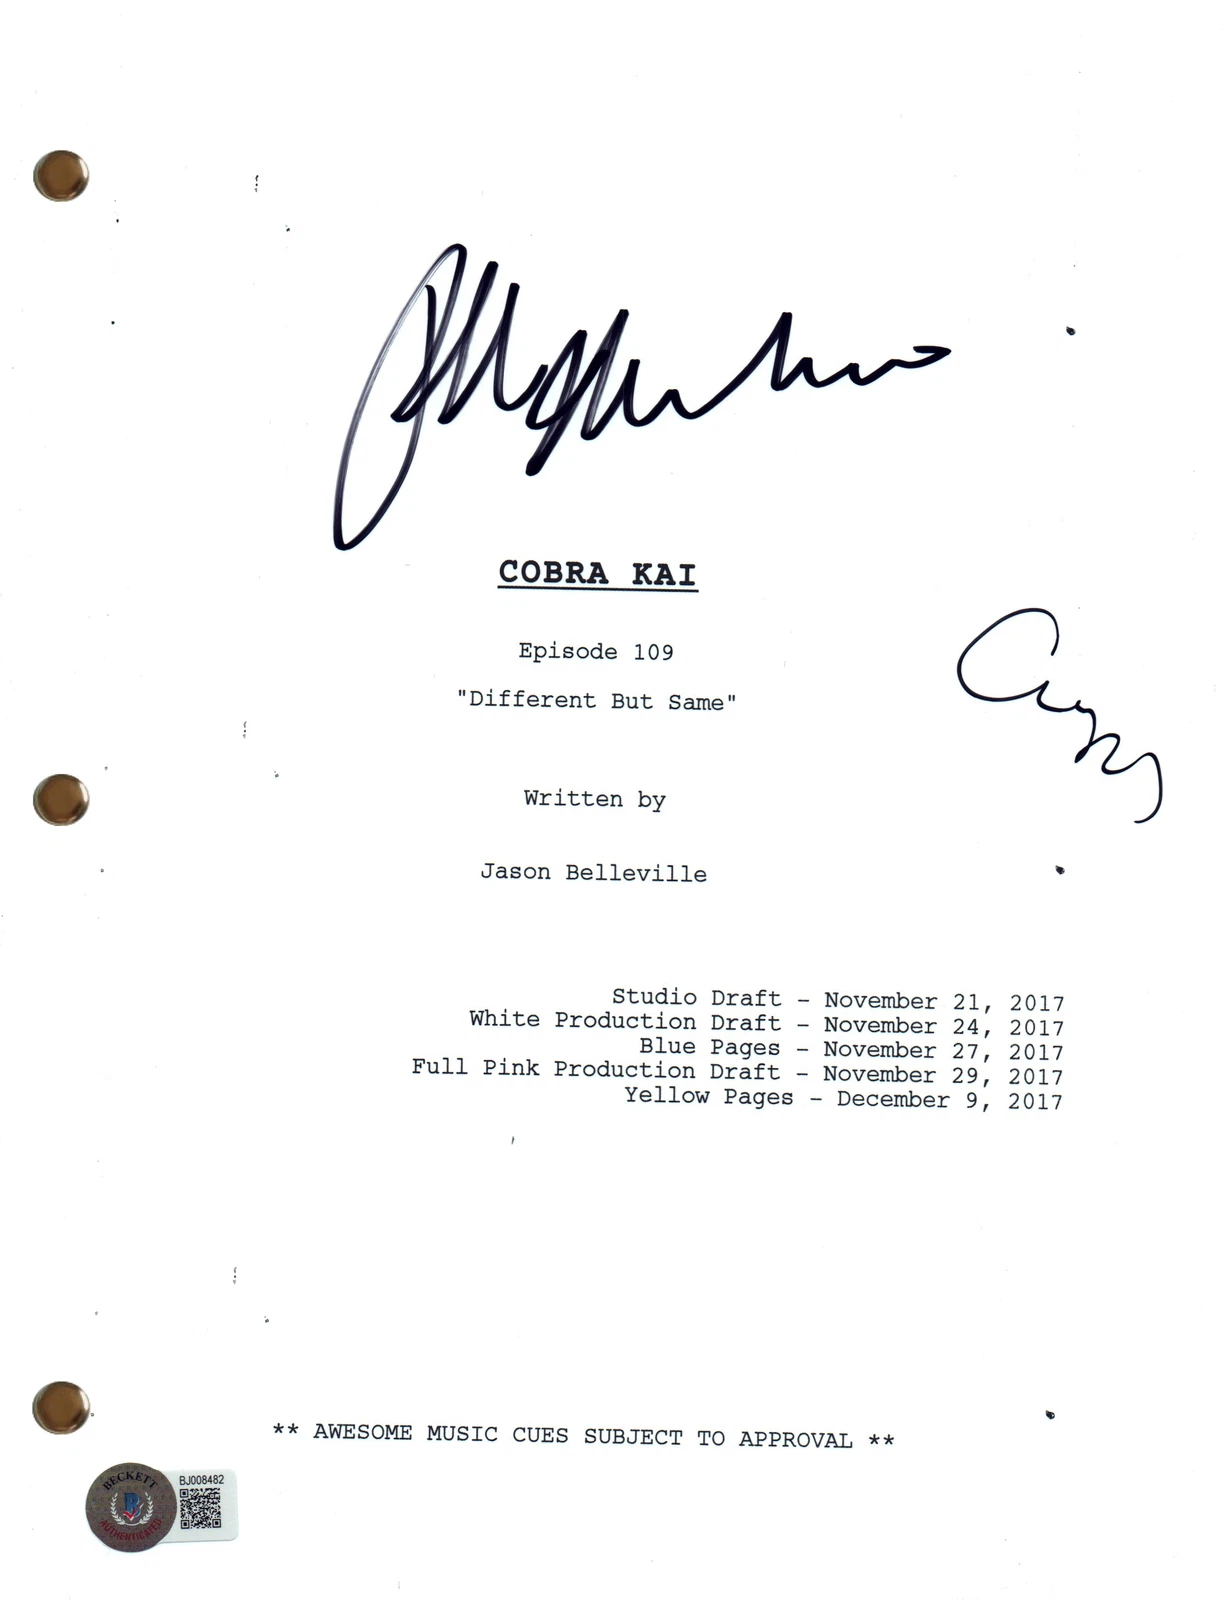 COBRA KAI
Episode 109
"Different But Same"
Written by
Jason Belleville
Studio Draft - November 21, 2017
White Production Draft - November 24, 2017
Blue Pages - November 27, 2017
Full Pink Production Draft - November 29, 2017
Yellow Pages - December 9, 2017
** AWESOME MUSIC CUES SUBJECT TO APPROVAL **
BECKETT
AUTHENTICATED
BJ008482